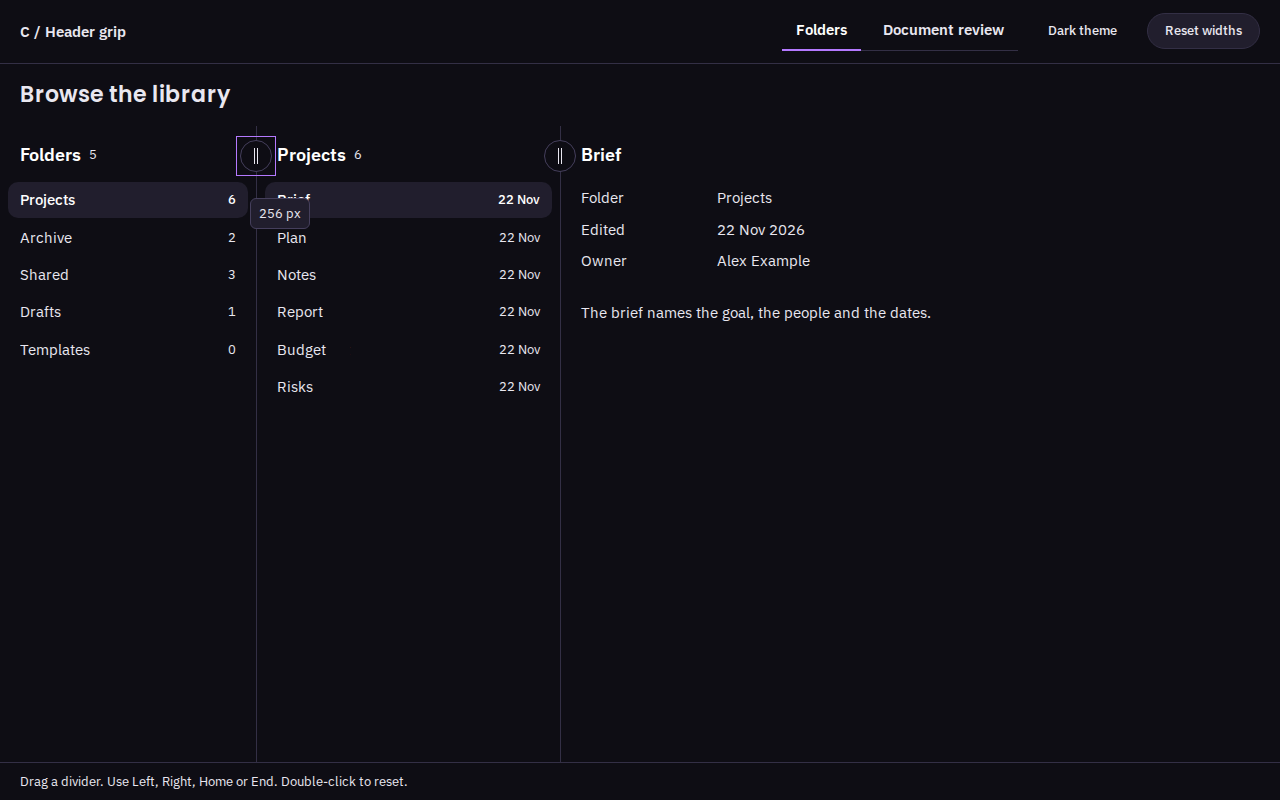 C / Header grip
Folders
Document review
Dark theme
Reset widths
Browse the library
Folders 5
Projects 6
Archive 2
Shared 3
Drafts 1
Templates 0
256 px
Projects 6
Brief 22 Nov
Plan 22 Nov
Notes 22 Nov
Report 22 Nov
Budget 22 Nov
Risks 22 Nov
Brief
Folder Projects
Edited 22 Nov 2026
Owner Alex Example
The brief names the goal, the people and the dates.
Drag a divider. Use Left, Right, Home or End. Double-click to reset.